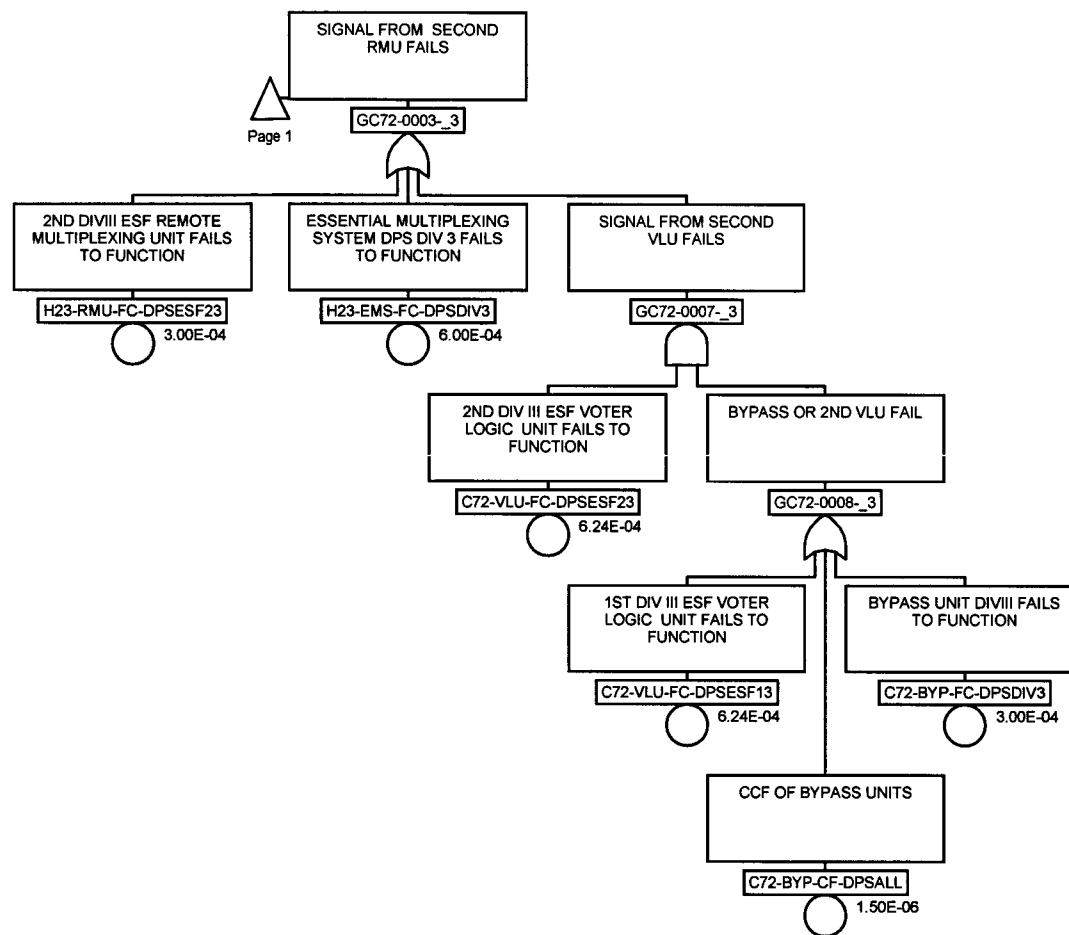 SIGNAL FROM SECOND
RMU FAILS
Page 1
GC72-0003-_3
2ND DIVIII ESF REMOTE
MULTIPLEXING UNIT FAILS
TO FUNCTION
ESSENTIAL MULTIPLEXING
SYSTEM DPS DIV 3 FAILS
TO FUNCTION
SIGNAL FROM SECOND
VLU FAILS
H23-RMU-FC-DPSESF23
3.00E-04
H23-EMS-FC-DPSDIV3
6.00E-04
GC72-0007-_3
2ND DIV III ESF VOTER
LOGIC UNIT FAILS TO
FUNCTION
BYPASS OR 2ND VLU FAIL
C72-VLU-FC-DPSESF23
6.24E-04
GC72-0008-_3
1ST DIV III ESF VOTER
LOGIC UNIT FAILS TO
FUNCTION
BYPASS UNIT DIVIII FAILS
TO FUNCTION
C72-VLU-FC-DPSESF13
6.24E-04
C72-BYP-FC-DPSDIV3
3.00E-04
CCF OF BYPASS UNITS
C72-BYP-CF-DPSALL
1.50E-06